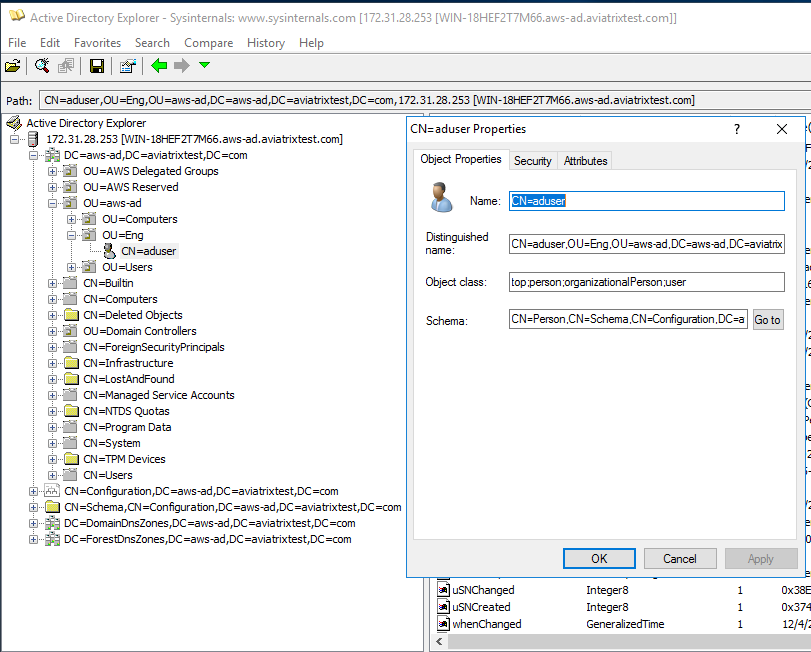 Active Directory Explorer - Sysinternals: www.sysinternals.com [172.31.28.253 [WIN-18HEF2T7M66.aws-ad.aviatrixtest.com]]
File Edit Favorites Search Compare History Help
Path: CN=aduser,OU=Eng,OU=aws-ad,DC=aws-ad,DC=aviatrixtest,DC=com,172.31.28.253 [WIN-18HEF2T7M66.aws-ad.aviatrixtest.com]
Active Directory Explorer
172.31.28.253 [WIN-18HEF2T7M66.aws-ad.aviatrixtest.com]
DC=aws-ad,DC=aviatrixtest,DC=com
OU=AWS Delegated Groups
OU=AWS Reserved
OU=aws-ad
OU=Computers
OU=Eng
CN=aduser
OU=Users
CN=Builtin
CN=Computers
CN=Deleted Objects
OU=Domain Controllers
CN=ForeignSecurityPrincipals
CN=Infrastructure
CN=LostAndFound
CN=Managed Service Accounts
CN=NTDS Quotas
CN=Program Data
CN=System
CN=TPM Devices
CN=Users
CN=Configuration,DC=aws-ad,DC=aviatrixtest,DC=com
CN=Schema,CN=Configuration,DC=aws-ad,DC=aviatrixtest,DC=com
DC=DomainDnsZones,DC=aws-ad,DC=aviatrixtest,DC=com
DC=ForestDnsZones,DC=aws-ad,DC=aviatrixtest,DC=com
CN=aduser Properties ?
Object Properties Security Attributes
Name: CN=aduser
Distinguished name: CN=aduser,OU=Eng,OU=aws-ad,DC=aws-ad,DC=aviatrix
Object class: top;person;organizationalPerson;user
Schema: CN=Person,CN=Schema,CN=Configuration,DC=a Go to
OK Cancel Apply
uSNChanged Integer8 1 0x38E
uSNCreated Integer8 1 0x374
whenChanged GeneralizedTime 1 12/4/2